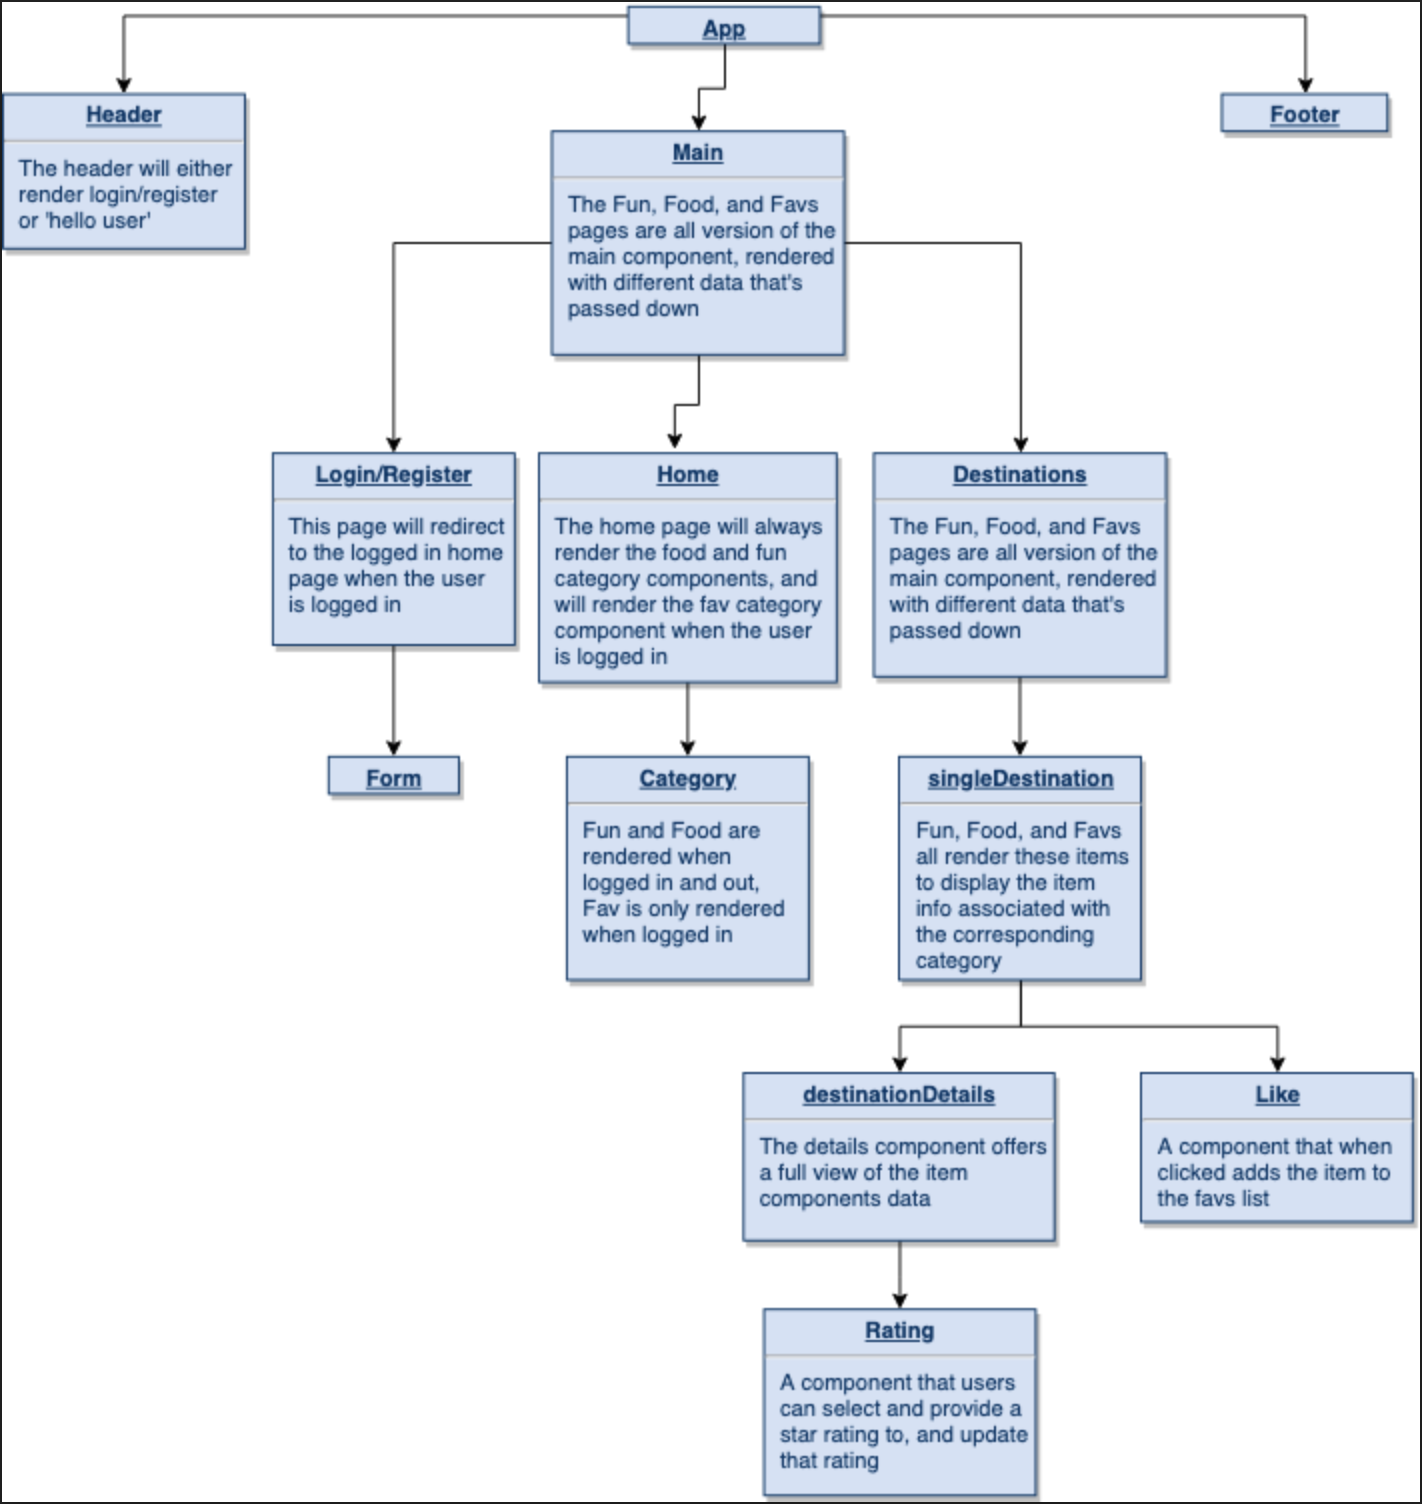 App
Header
The header will either
render login/register
or 'hello user'
Main
The Fun, Food, and Favs
pages are all version of the
main component, rendered
with different data that's
passed down
Footer
Login/Register
This page will redirect
to the logged in home
page when the user
is logged in
Home
The home page will always
render the food and fun
category components, and
will render the fav category
component when the user
is logged in
Destinations
The Fun, Food, and Favs
pages are all version of the
main component, rendered
with different data that's
passed down
Form
Category
Fun and Food are
rendered when
logged in and out,
Fav is only rendered
when logged in
singleDestination
Fun, Food, and Favs
all render these items
to display the item
info associated with
the corresponding
category
destinationDetails
The details component offers
a full view of the item
components data
Like
A component that when
clicked adds the item to
the favs list
Rating
A component that users
can select and provide a
star rating to, and update
that rating